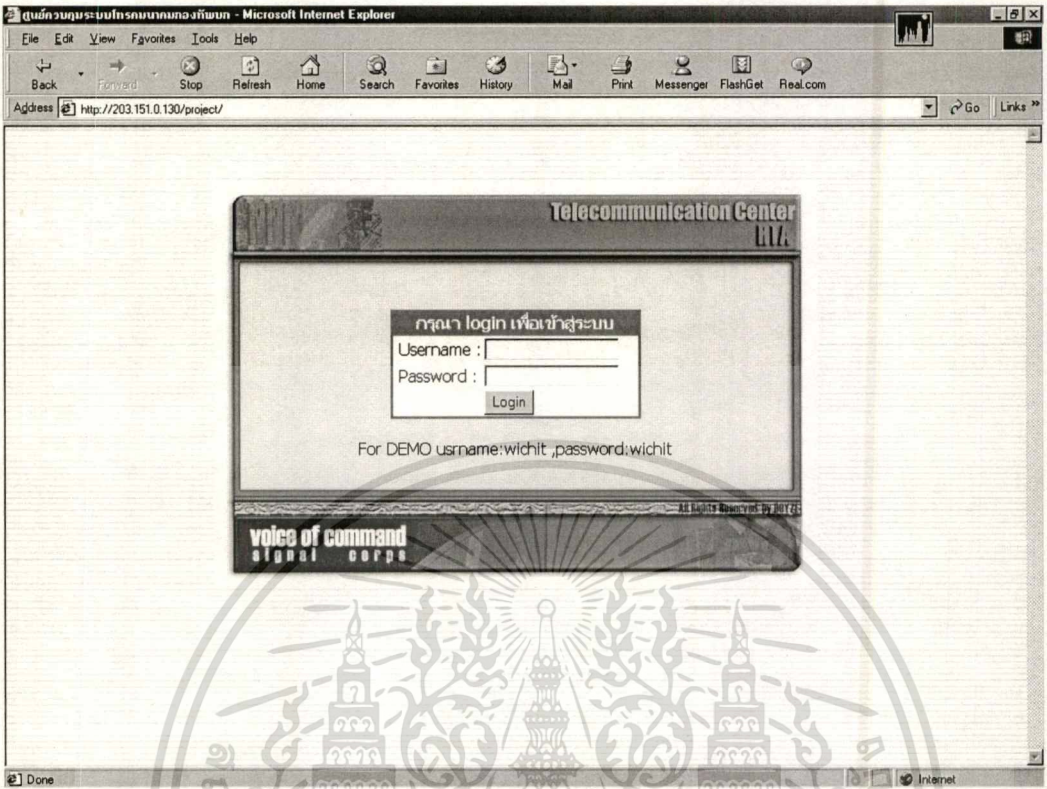 ศูนย์ควบคุมระบบโทรคมนาคมกองทัพบก - Microsoft Internet Explorer
File Edit View Favorites Tools Help
Back Forward Stop Refresh Home Search Favorites History Mail Print Messenger FlashGet Real.com
Address http://203.151.0.130/project/ Go Links »
Telecommunication Center
RTA
กรุณา login เพื่อเข้าสู่ระบบ
Username :
Password :
Login
For DEMO usrname:wichit ,password:wichit
All Rights Reserved. By
voice of command
signal corps
Done Internet